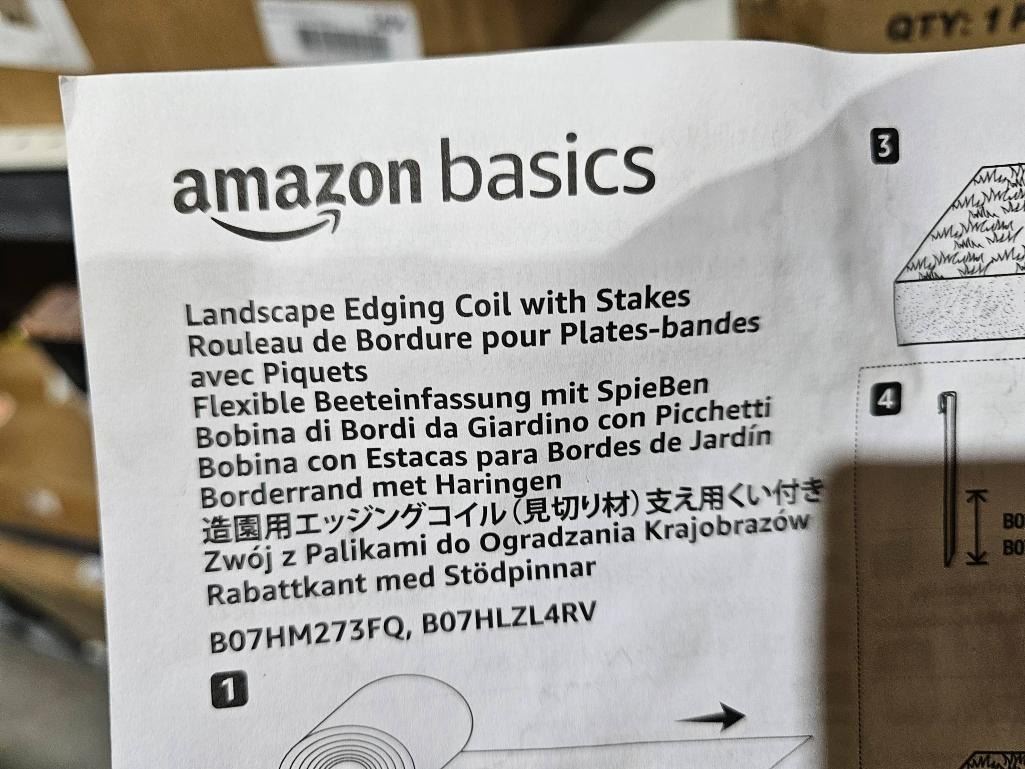 QTY: 1
amazon basics
3
Landscape Edging Coil with Stakes
Rouleau de Bordure pour Plates-bandes
avec Piquets
Flexible Beeteinfassung mit SpieBen
Bobina di Bordi da Giardino con Picchetti
Bobina con Estacas para Bordes de Jardín
Borderrand met Haringen
造園用エッジングコイル(見切り材)支え用くい付き
Zwój z Palikami do Ogradzania Krajobrazów
Rabattkant med Stödpinnar
B07HM273FQ, B07HLZL4RV
4
B0
B0
1